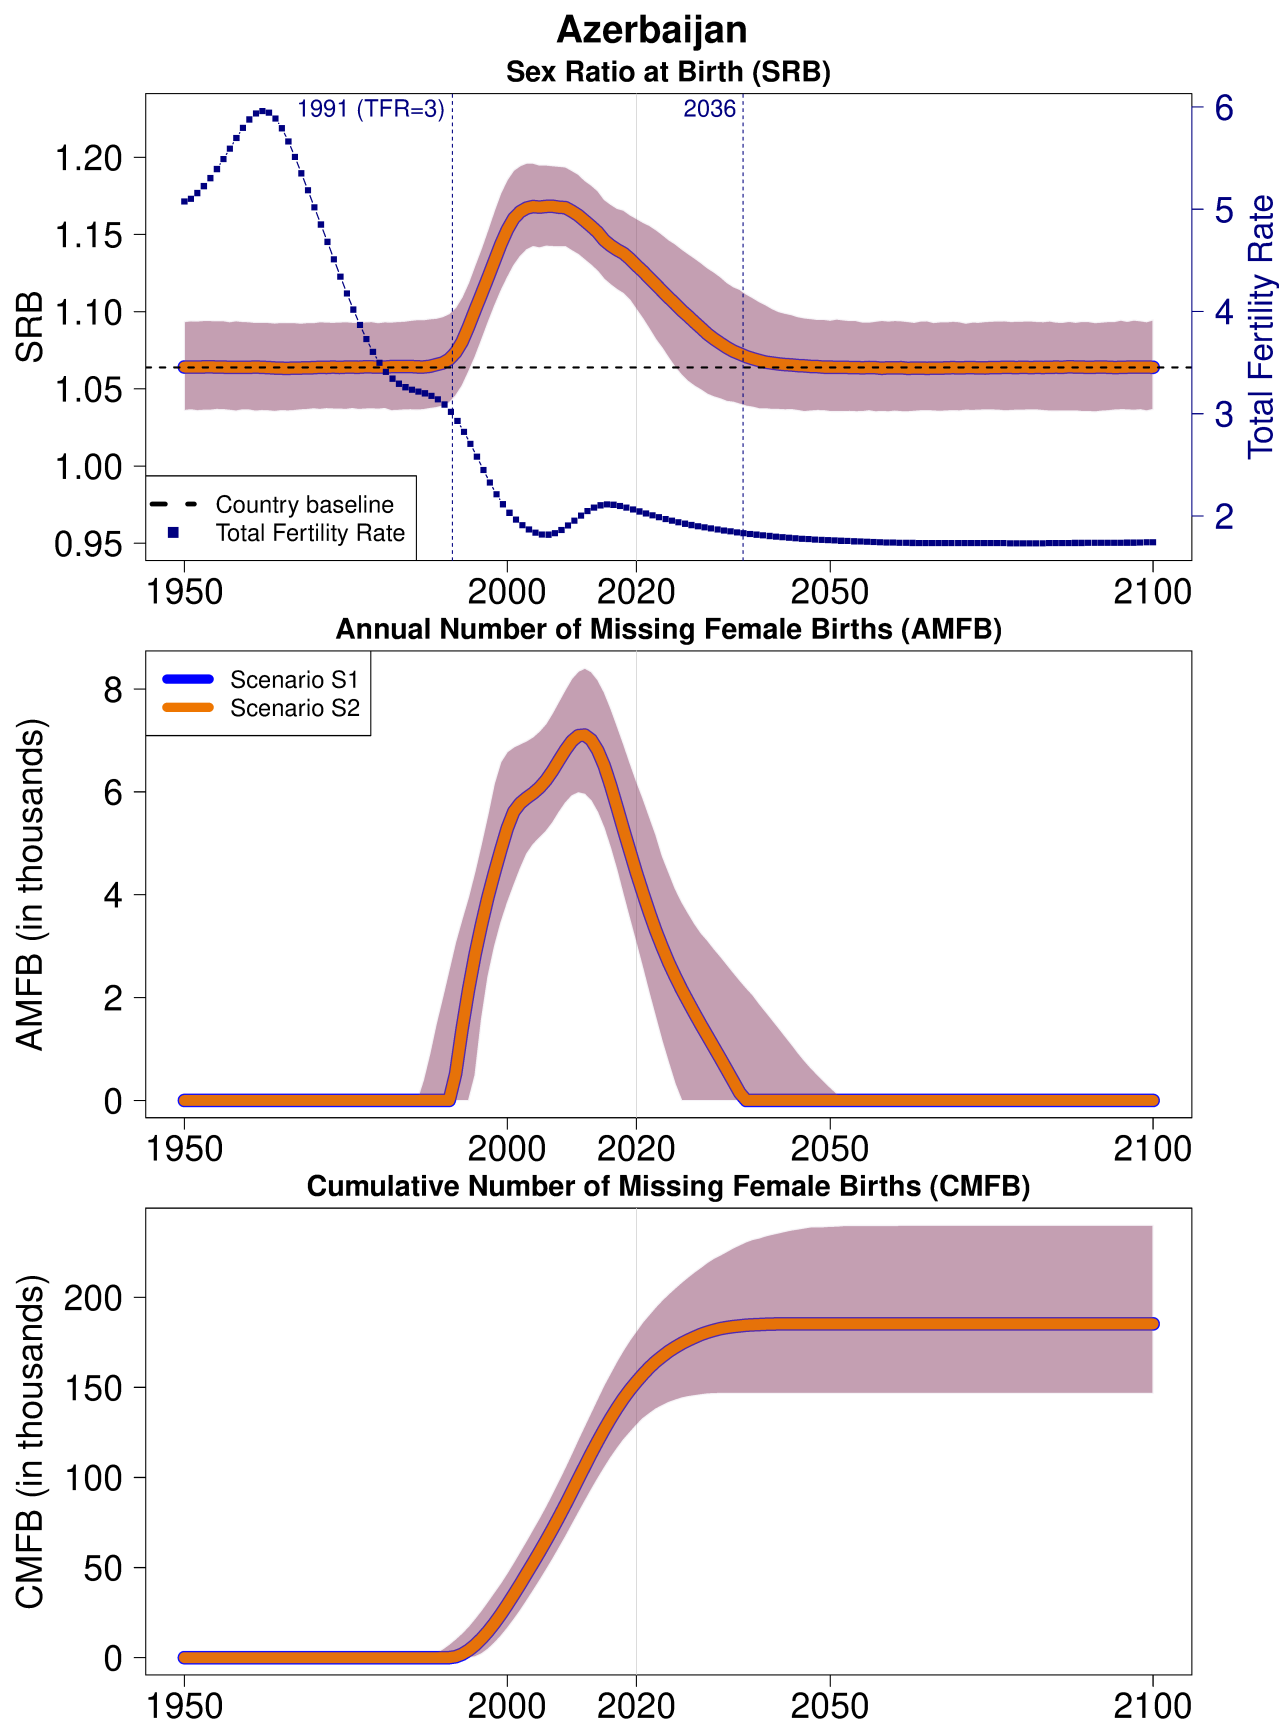 Azerbaijan
Sex Ratio at Birth (SRB)
1991 (TFR=3)
2036
SRB
1.20
1.15
1.10
1.05
1.00
0.95
6
5
4
3
2
Total Fertility Rate
Country baseline
Total Fertility Rate
1950 2000 2020 2050 2100
Annual Number of Missing Female Births (AMFB)
Scenario S1
Scenario S2
AMFB (in thousands)
8
6
4
2
0
1950 2000 2020 2050 2100
Cumulative Number of Missing Female Births (CMFB)
CMFB (in thousands)
200
150
100
50
0
1950 2000 2020 2050 2100